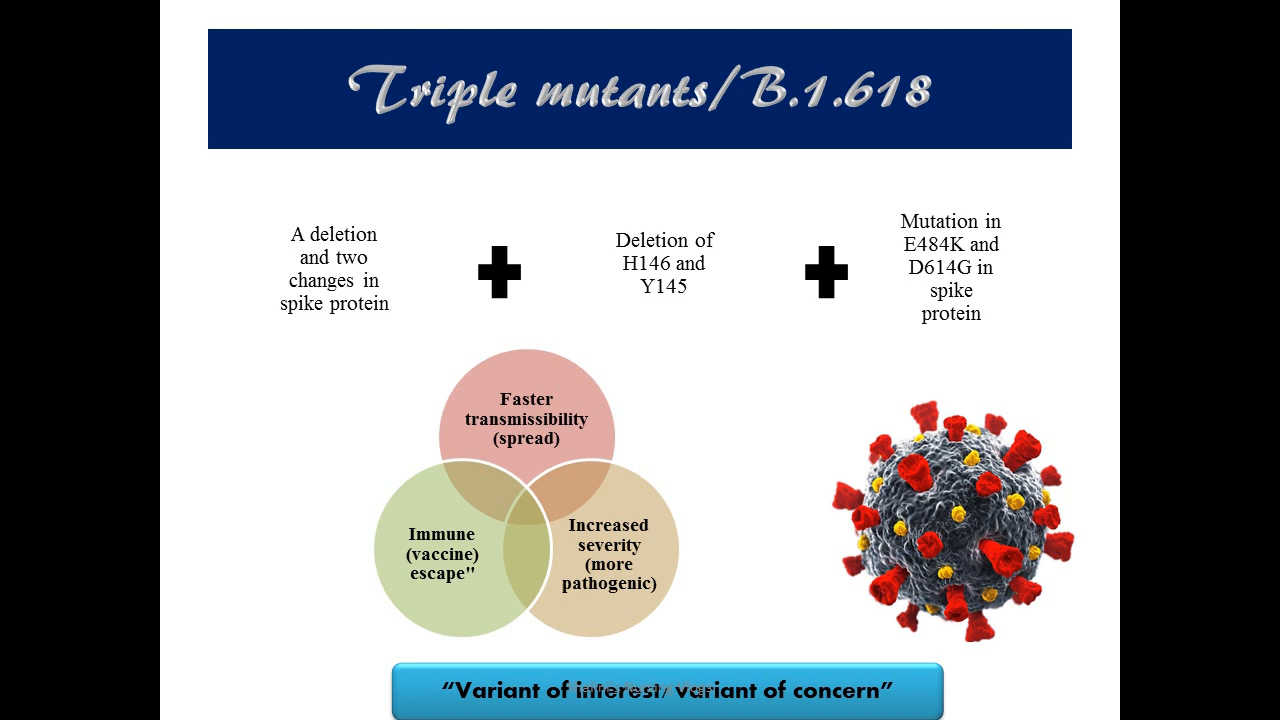 Triple mutants/B.1.618
A deletion
and two
changes in
spike protein
Deletion of
H146 and
Y145
Mutation in
E484K and
D614G in
spike
protein
Faster
transmissibility
(spread)
Immune
(vaccine)
escape"
Increased
severity
(more
pathogenic)
“Variant of interest/ variant of concern”